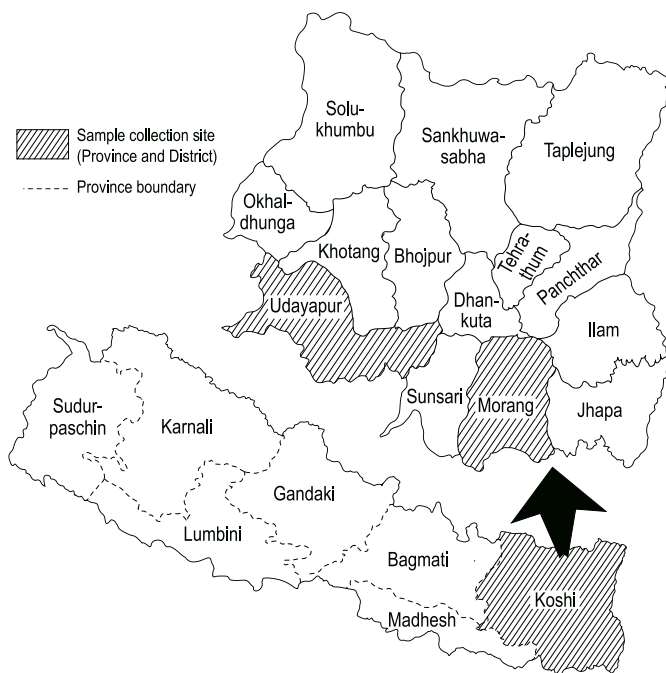 Solu-
khumbu
Sankhuwa-
sabha
Taplejung
Sample collection site
(Province and District)
Province boundary
Okhal-
dhunga
Khotang
Bhojpur
Tehra-
thum
Panchthar
Udayapur
Dhan-
kuta
Ilam
Sunsari
Morang
Jhapa
Sudur-
paschin
Karnali
Gandaki
Lumbini
Bagmati
Koshi
Madhesh